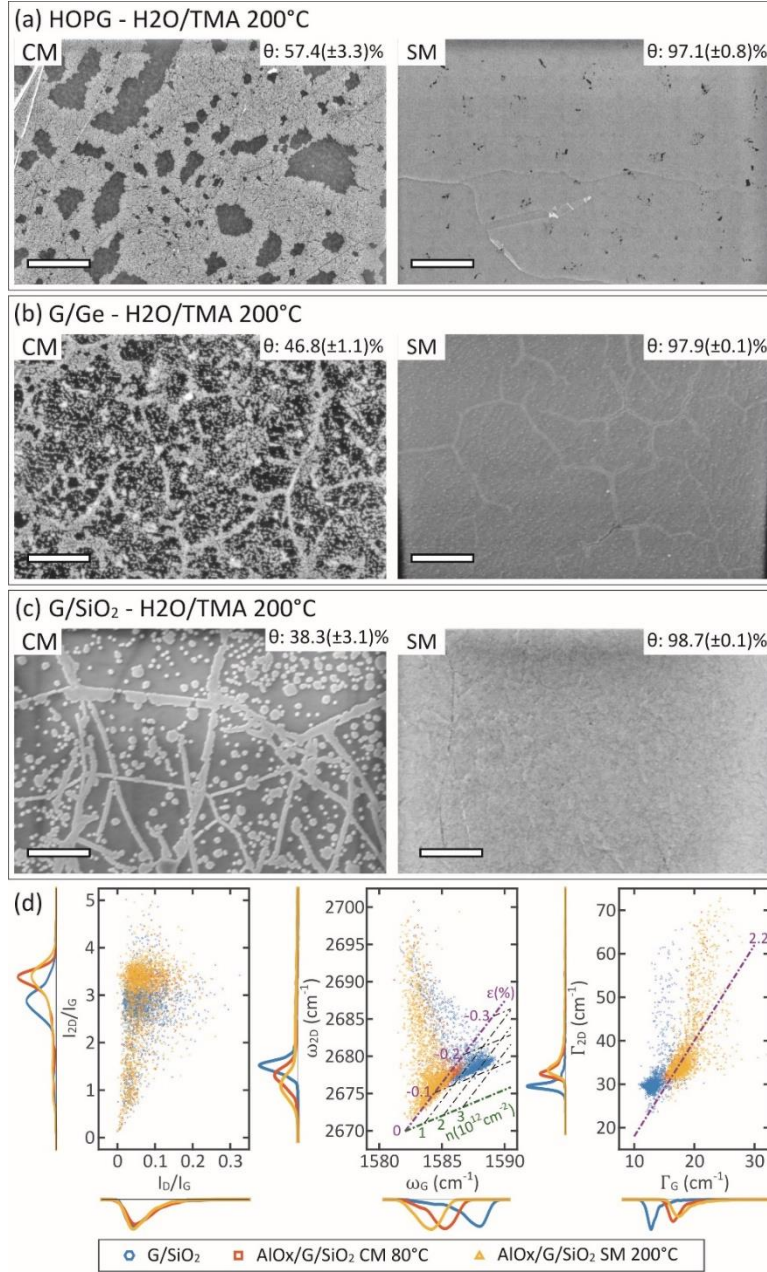 (a) HOPG - H2O/TMA 200°C
CM
θ: 57.4(±3.3)%
SM
θ: 97.1(±0.8)%
(b) G/Ge - H2O/TMA 200°C
CM
θ: 46.8(±1.1)%
SM
θ: 97.9(±0.1)%
(c) G/SiO₂ - H2O/TMA 200°C
CM
θ: 38.3(±3.1)%
SM
θ: 98.7(±0.1)%
(d)
I2D/IG
5
4
3
2
1
0
0 0.1 0.2 0.3
ID/IG
ω2D (cm⁻¹)
2700
2695
2690
2685
2680
2675
2670
ε(%)
-0.3
-0.2
-0.1
0
1 2 3
n(10¹²cm⁻²)
1580 1585 1590
ωG (cm⁻¹)
Γ2D (cm⁻¹)
70
60
50
40
30
20
2.2
10 20 30
ΓG (cm⁻¹)
G/SiO₂
AlOx/G/SiO₂ CM 80°C
AlOx/G/SiO₂ SM 200°C